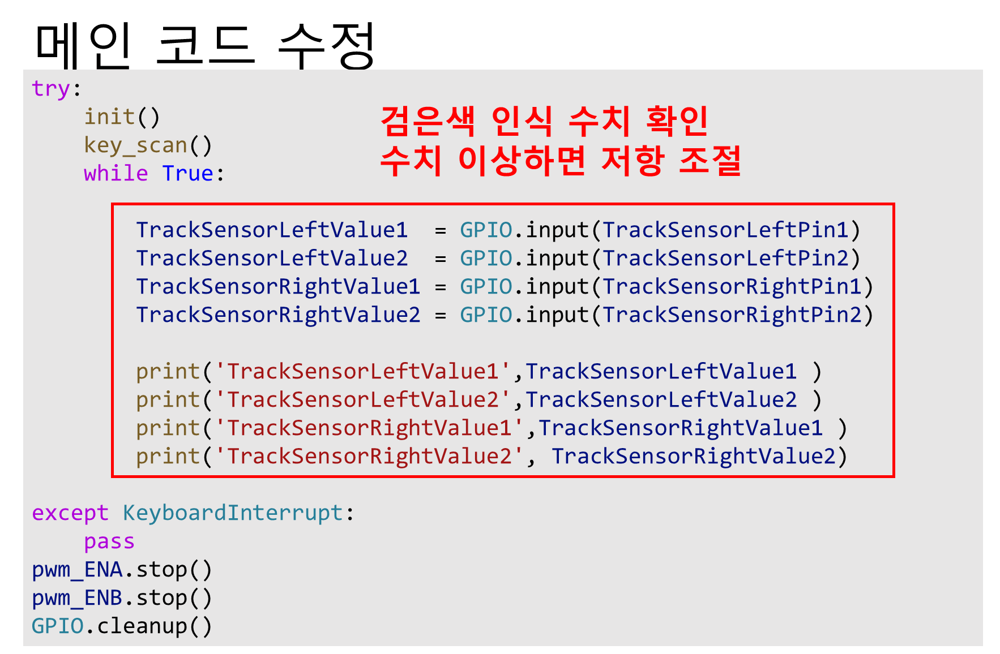 메인 코드 수정
try:
    init()
    key_scan()
    while True:
검은색 인식 수치 확인
수치 이상하면 저항 조절
        TrackSensorLeftValue1  = GPIO.input(TrackSensorLeftPin1)
        TrackSensorLeftValue2  = GPIO.input(TrackSensorLeftPin2)
        TrackSensorRightValue1 = GPIO.input(TrackSensorRightPin1)
        TrackSensorRightValue2 = GPIO.input(TrackSensorRightPin2)
        print('TrackSensorLeftValue1',TrackSensorLeftValue1 )
        print('TrackSensorLeftValue2',TrackSensorLeftValue2 )
        print('TrackSensorRightValue1',TrackSensorRightValue1 )
        print('TrackSensorRightValue2', TrackSensorRightValue2)
except KeyboardInterrupt:
    pass
pwm_ENA.stop()
pwm_ENB.stop()
GPIO.cleanup()